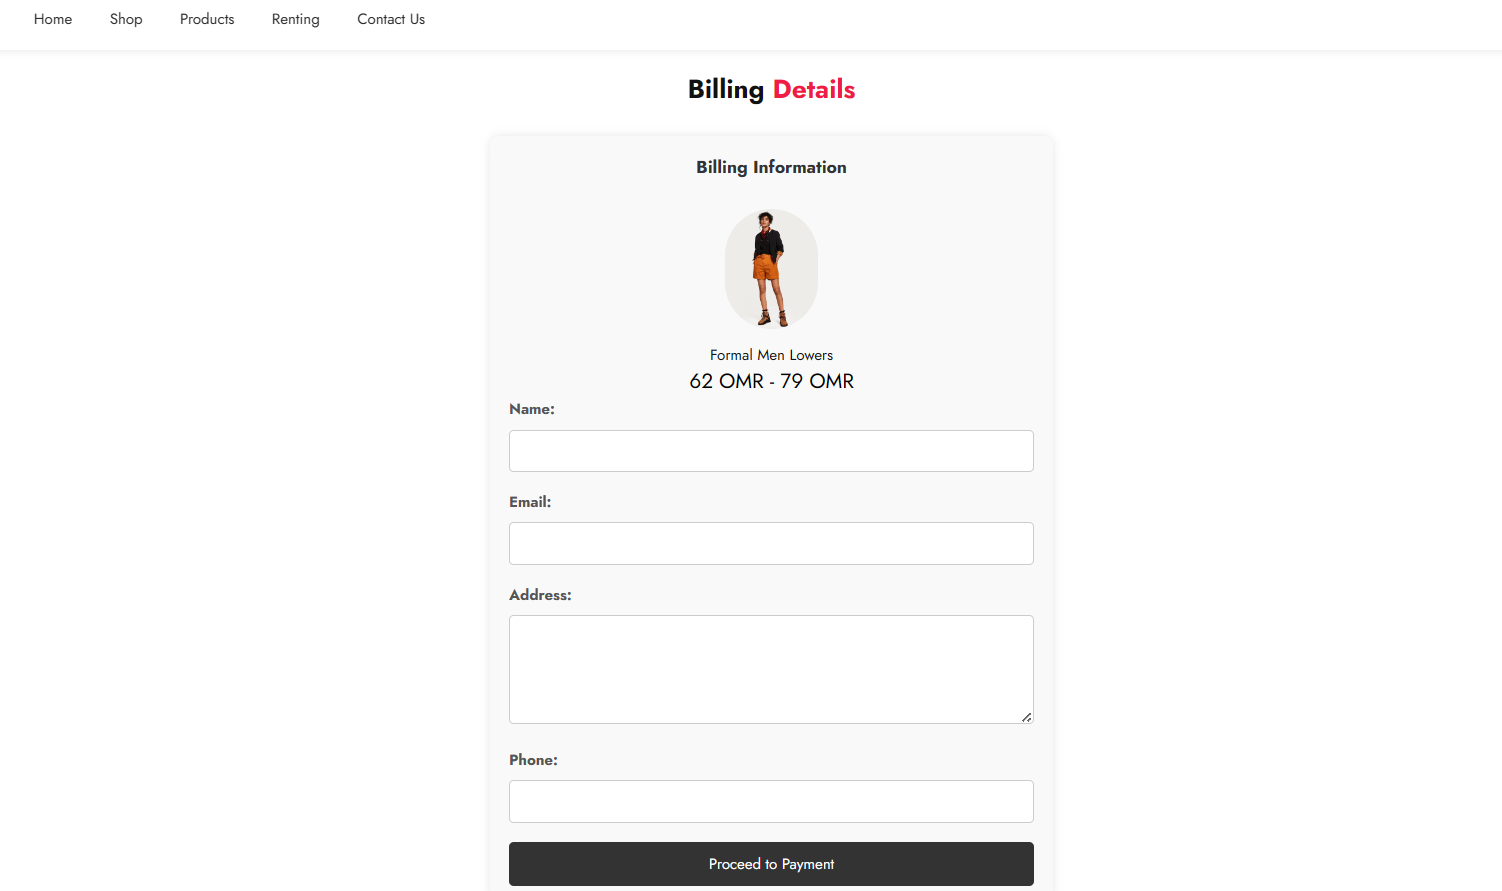 Home Shop Products Renting Contact Us
Billing Details
Billing Information
Formal Men Lowers
62 OMR - 79 OMR
Name:
Email:
Address:
Phone:
Proceed to Payment